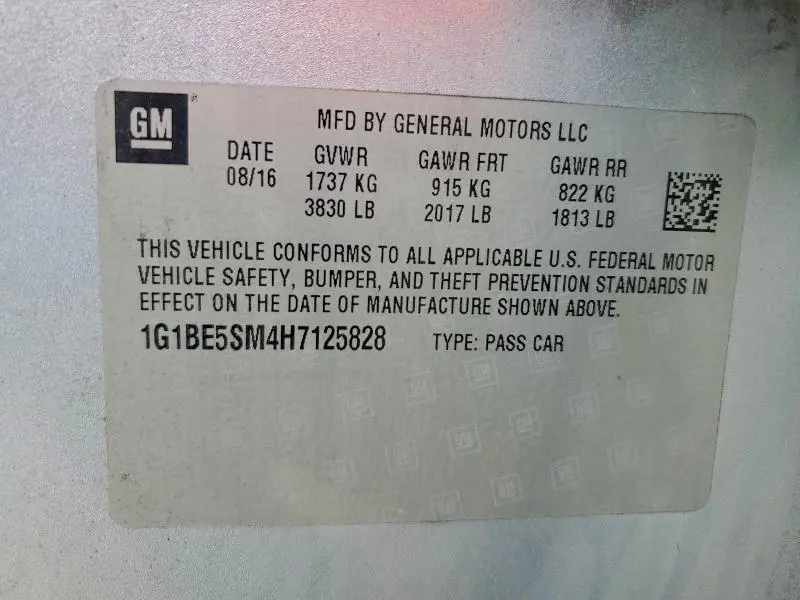 GM
MFD BY GENERAL MOTORS LLC
DATE GVWR GAWR FRT GAWR RR
08/16 1737 KG 915 KG 822 KG
3830 LB 2017 LB 1813 LB
THIS VEHICLE CONFORMS TO ALL APPLICABLE U.S. FEDERAL MOTOR
VEHICLE SAFETY, BUMPER, AND THEFT PREVENTION STANDARDS IN
EFFECT ON THE DATE OF MANUFACTURE SHOWN ABOVE.
1G1BE5SM4H7125828 TYPE: PASS CAR